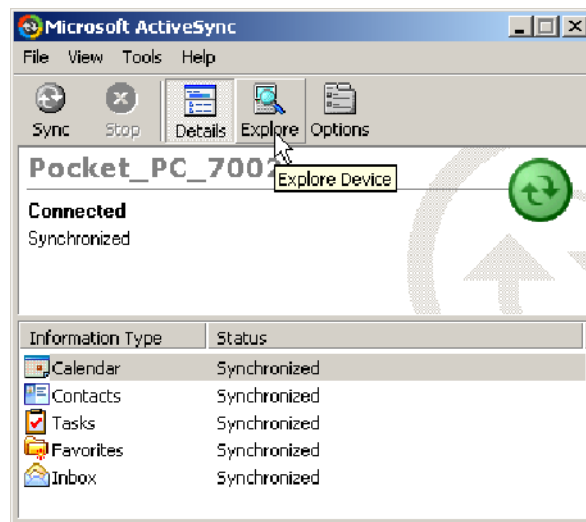 Microsoft ActiveSync
File View Tools Help
Sync Stop Details Explore Options
Explore Device
Connected
Synchronized
Information Type Status
Calendar Synchronized
Contacts Synchronized
Tasks Synchronized
Favorites Synchronized
Inbox Synchronized